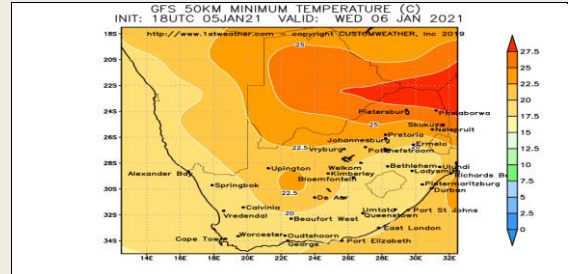 GFS 50KM MINIMUM TEMPERATURE (C)
INIT: 18UTC 05JAN21 VALID: WED 06 JAN 2021
http://www.1stweather.com - copyright CUSTOMWEATHER, Inc 2019
18S
20S
22S
24S
26S
28S
30S
32S
34S
25
25
22.5
22.5
22.5
20
Pietersburg
Phalaborwa
Skukuza
Nelspruit
Pretoria
Johannesburg
Ermelo
Vryburg
Potchefstroom
Welkom
Bethlehem
Ulundi
Upington
Kimberley
Ladysmith
Richards Ba
Alexander Bay
Bloemfontein
Springbok
Pietermaritzburg
Durban
De Aar
Calvinia
Vredendal
Umtata
Port St Johns
Beaufort West
Queenstown
East London
Worcester
Oudtshoorn
Cape Town
George
Port Elizabeth
14E 16E 18E 20E 22E 24E 26E 28E 30E 32E
27.5
25
22.5
20
17.5
15
12.5
10
7.5
5
2.5
0